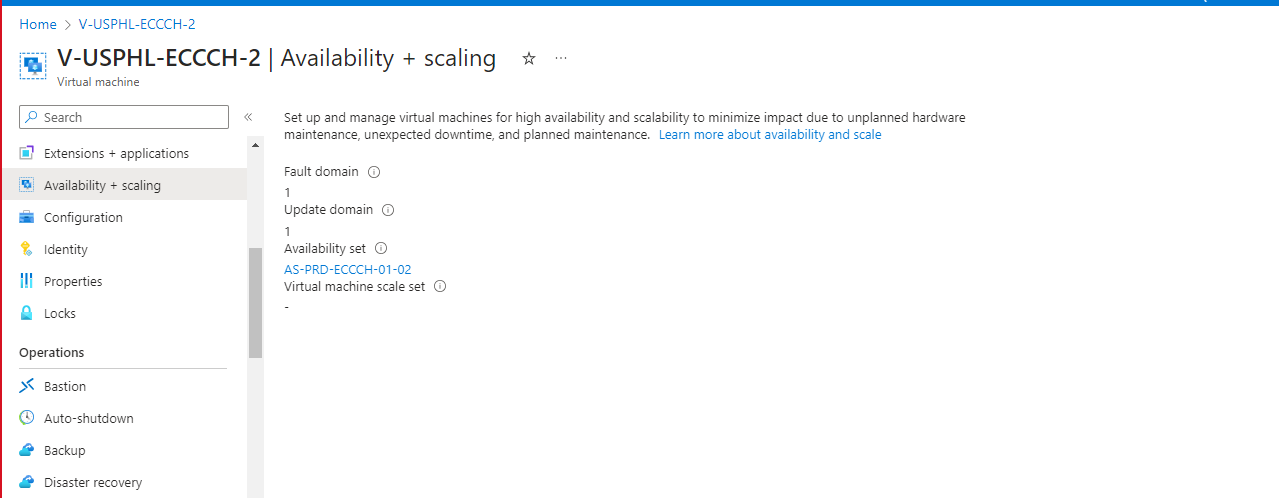 Home > V-USPHL-ECCCH-2
V-USPHL-ECCCH-2 | Availability + scaling
Virtual machine
Search
Extensions + applications
Availability + scaling
Configuration
Identity
Properties
Locks
Operations
Bastion
Auto-shutdown
Backup
Disaster recovery
Set up and manage virtual machines for high availability and scalability to minimize impact due to unplanned hardware
maintenance, unexpected downtime, and planned maintenance. Learn more about availability and scale
Fault domain
1
Update domain
1
Availability set
AS-PRD-ECCCH-01-02
Virtual machine scale set
-